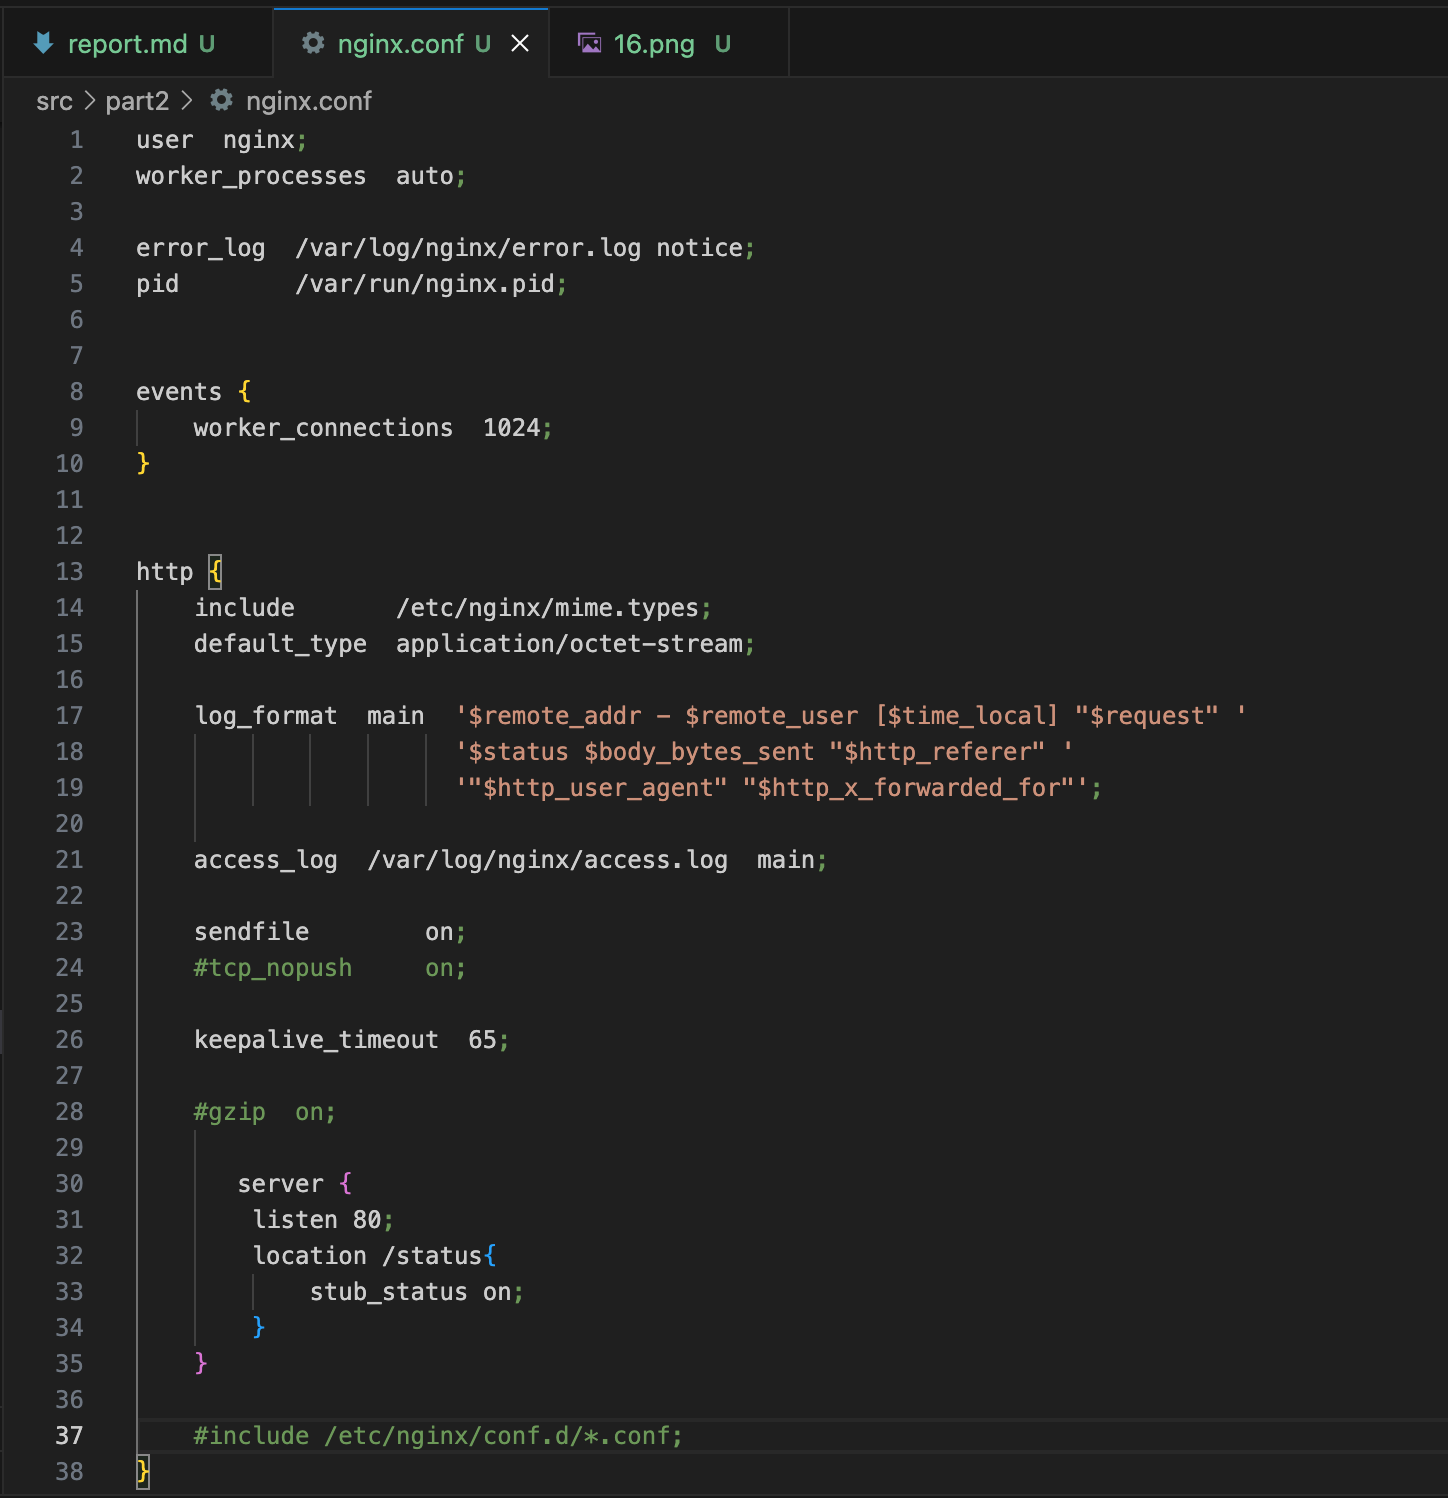 report.md U nginx.conf U 16.png U
src > part2 > nginx.conf
1 user  nginx;
2 worker_processes  auto;
3
4 error_log  /var/log/nginx/error.log notice;
5 pid        /var/run/nginx.pid;
6
7
8 events {
9     worker_connections  1024;
10 }
11
12
13 http {
14     include       /etc/nginx/mime.types;
15     default_type  application/octet-stream;
16
17     log_format  main  '$remote_addr - $remote_user [$time_local] "$request" '
18                       '$status $body_bytes_sent "$http_referer" '
19                       '"$http_user_agent" "$http_x_forwarded_for"';
20
21     access_log  /var/log/nginx/access.log  main;
22
23     sendfile        on;
24     #tcp_nopush     on;
25
26     keepalive_timeout  65;
27
28     #gzip  on;
29
30        server {
31         listen 80;
32         location /status{
33             stub_status on;
34         }
35     }
36
37     #include /etc/nginx/conf.d/*.conf;
38 }